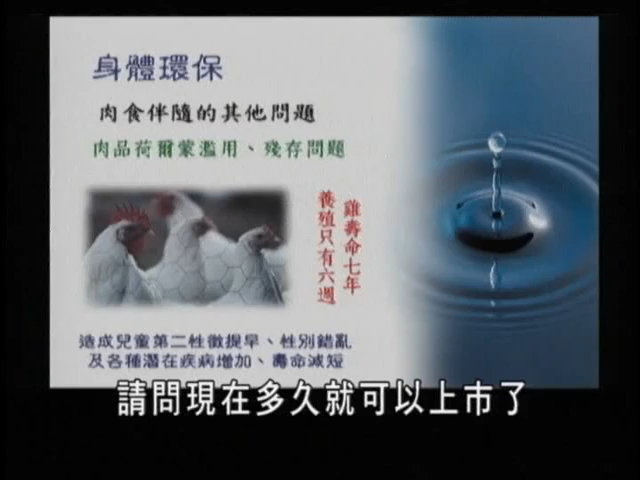 身體環保
肉食伴隨的其他問題
肉品荷爾蒙濫用、殘存問題
雞壽命七年
養殖只有六週
造成兒童第二性徵提早、性別錯亂
及各種潛在疾病增加、壽命減短
請問現在多久就可以上市了